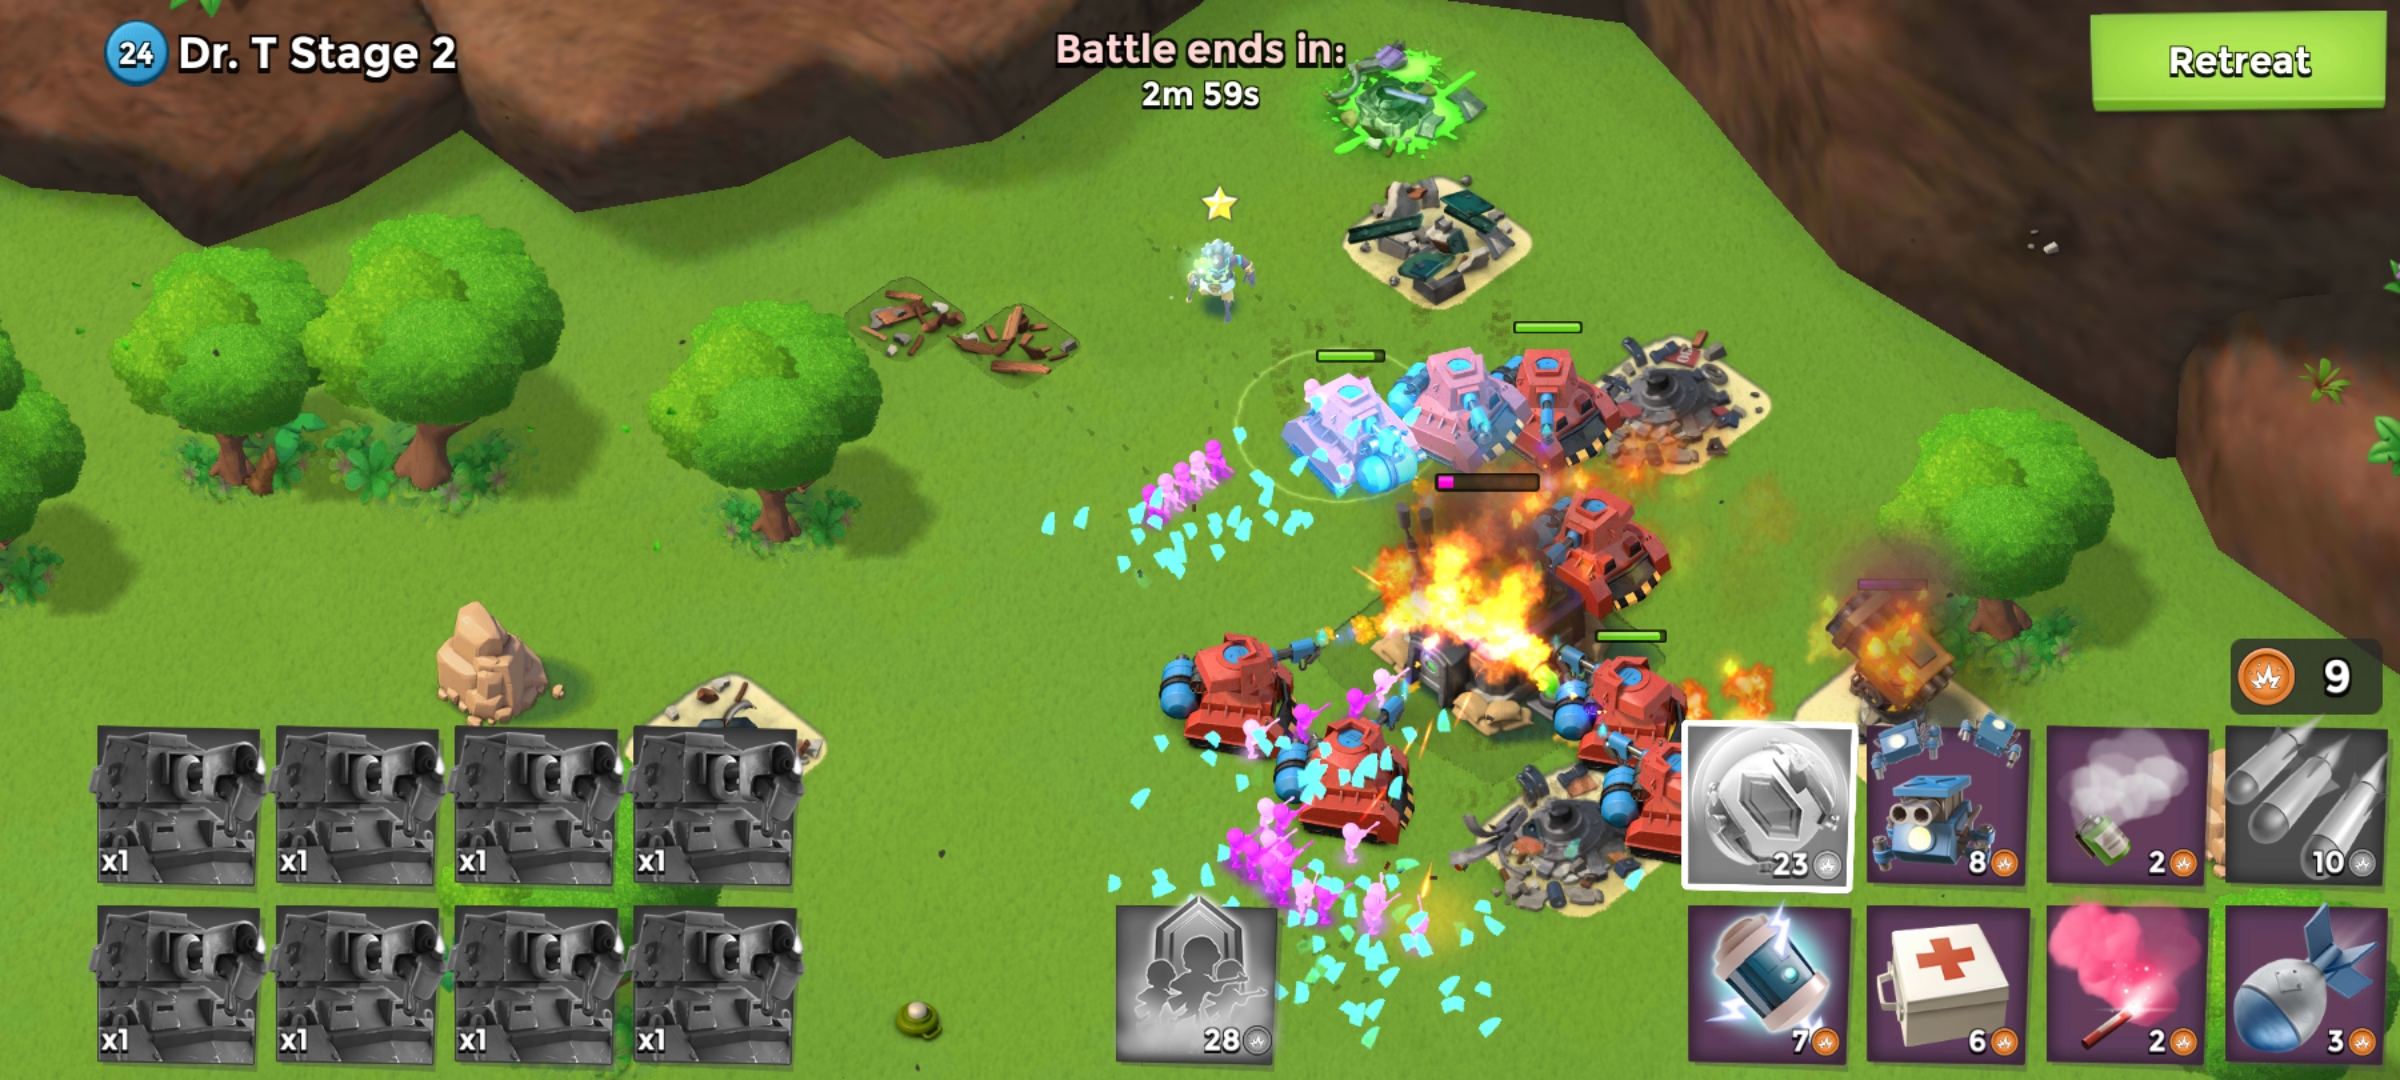 24 Dr. T Stage 2
Battle ends in:
2m 59s
Retreat
9
x1 x1 x1 x1
23 8 2 10
x1 x1 x1 x1
28 7 6 2 3